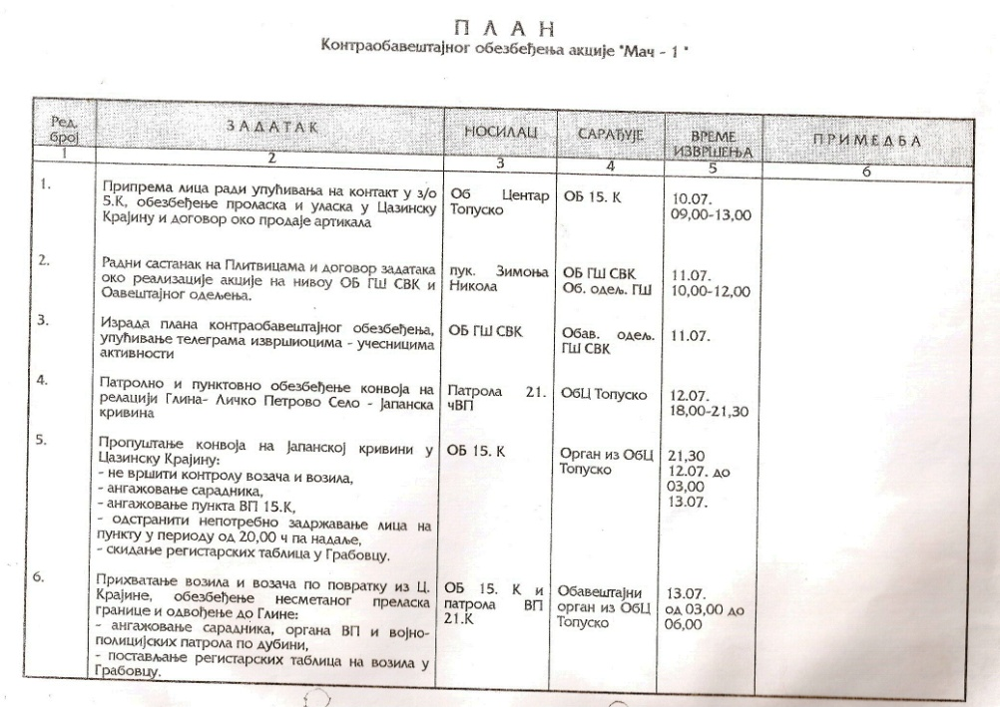 ПЛАН
Контраобавештајног обезбеђења акције "Мач - 1 "
Ред. број
ЗАДАТАК
НОСИЛАЦ
САРАЂУЈЕ
ВРЕМЕ ИЗВРШЕЊА
ПРИМЕДБА
1 2 3 4 5 6
1.
Припрема лица ради упућивања на контакт у з/о
5.К, обезбеђење проласка и уласка у Цазинску
Крајину и договор око продаје артикала
Об Центар
Топуско
ОБ 15. К
10.07.
09,00-13,00
2.
Радни састанак на Плитвицама и договор задатака
око реализације акције на нивоу ОБ ГШ СВК и
Оавештајног одељења.
пук. Зимоња
Никола
ОБ ГШ СВК
Об. одељ. ГШ
11.07.
10,00-12,00
3.
Израда плана контраобавештајног обезбеђења,
упућивање телеграма извршиоцима - учесницима
активности
ОБ ГШ СВК
Обав. одељ.
ГШ СВК
11.07.
4.
Патролно и пунктовно обезбеђење конвоја на
релацији Глина- Личко Петрово Село - Јапанска
кривина
Патрола 21.
чВП
ОбЦ Топуско
12.07.
18,00-21,30
5.
Пропуштање конвоја на Јапанској кривини у
Цазинску Крајину:
- не вршити контролу возача и возила,
- ангажовање сарадника,
- ангажовање пункта ВП 15.К,
- одстранити непотребно задржавање лица на
пункту у периоду од 20,00 ч па надаље,
- скидање регистарских таблица у Грабовцу.
ОБ 15. К
Орган из ОбЦ
Топуско
21,30
12.07. до
03,00
13.07.
6.
Прихватање возила и возача по повратку из Ц.
Крајине, обезбеђење несметаног преласка
границе и одвођење до Глине:
- ангажовање сарадника, органа ВП и војно-
полицијских патрола по дубини,
- постављање регистарских таблица на возила у
Грабовцу.
ОБ 15. К и
патрола ВП
21.К
Обавештајни
орган из ОбЦ
Топуско
13.07.
од 03,00 до
06,00